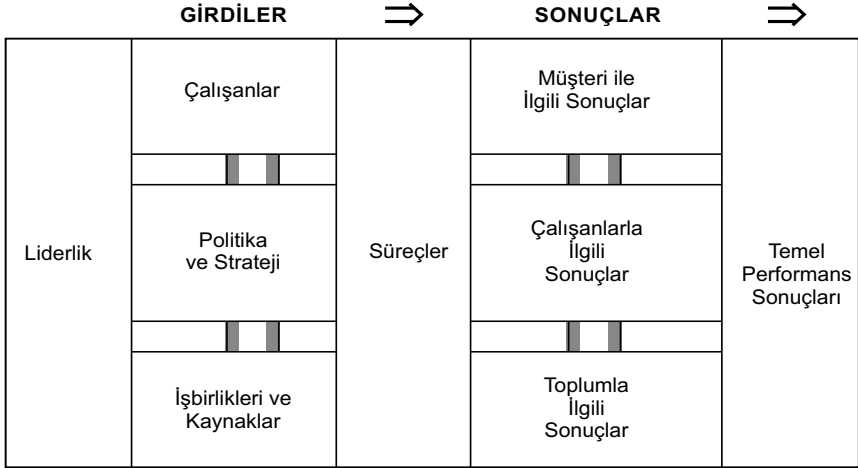 GİRDİLER
SONUÇLAR
Liderlik
Çalışanlar
Politika
ve Strateji
İşbirlikleri ve
Kaynaklar
Süreçler
Müşteri ile
İlgili Sonuçlar
Çalışanlarla
İlgili
Sonuçlar
Toplumla
İlgili
Sonuçlar
Temel
Performans
Sonuçları